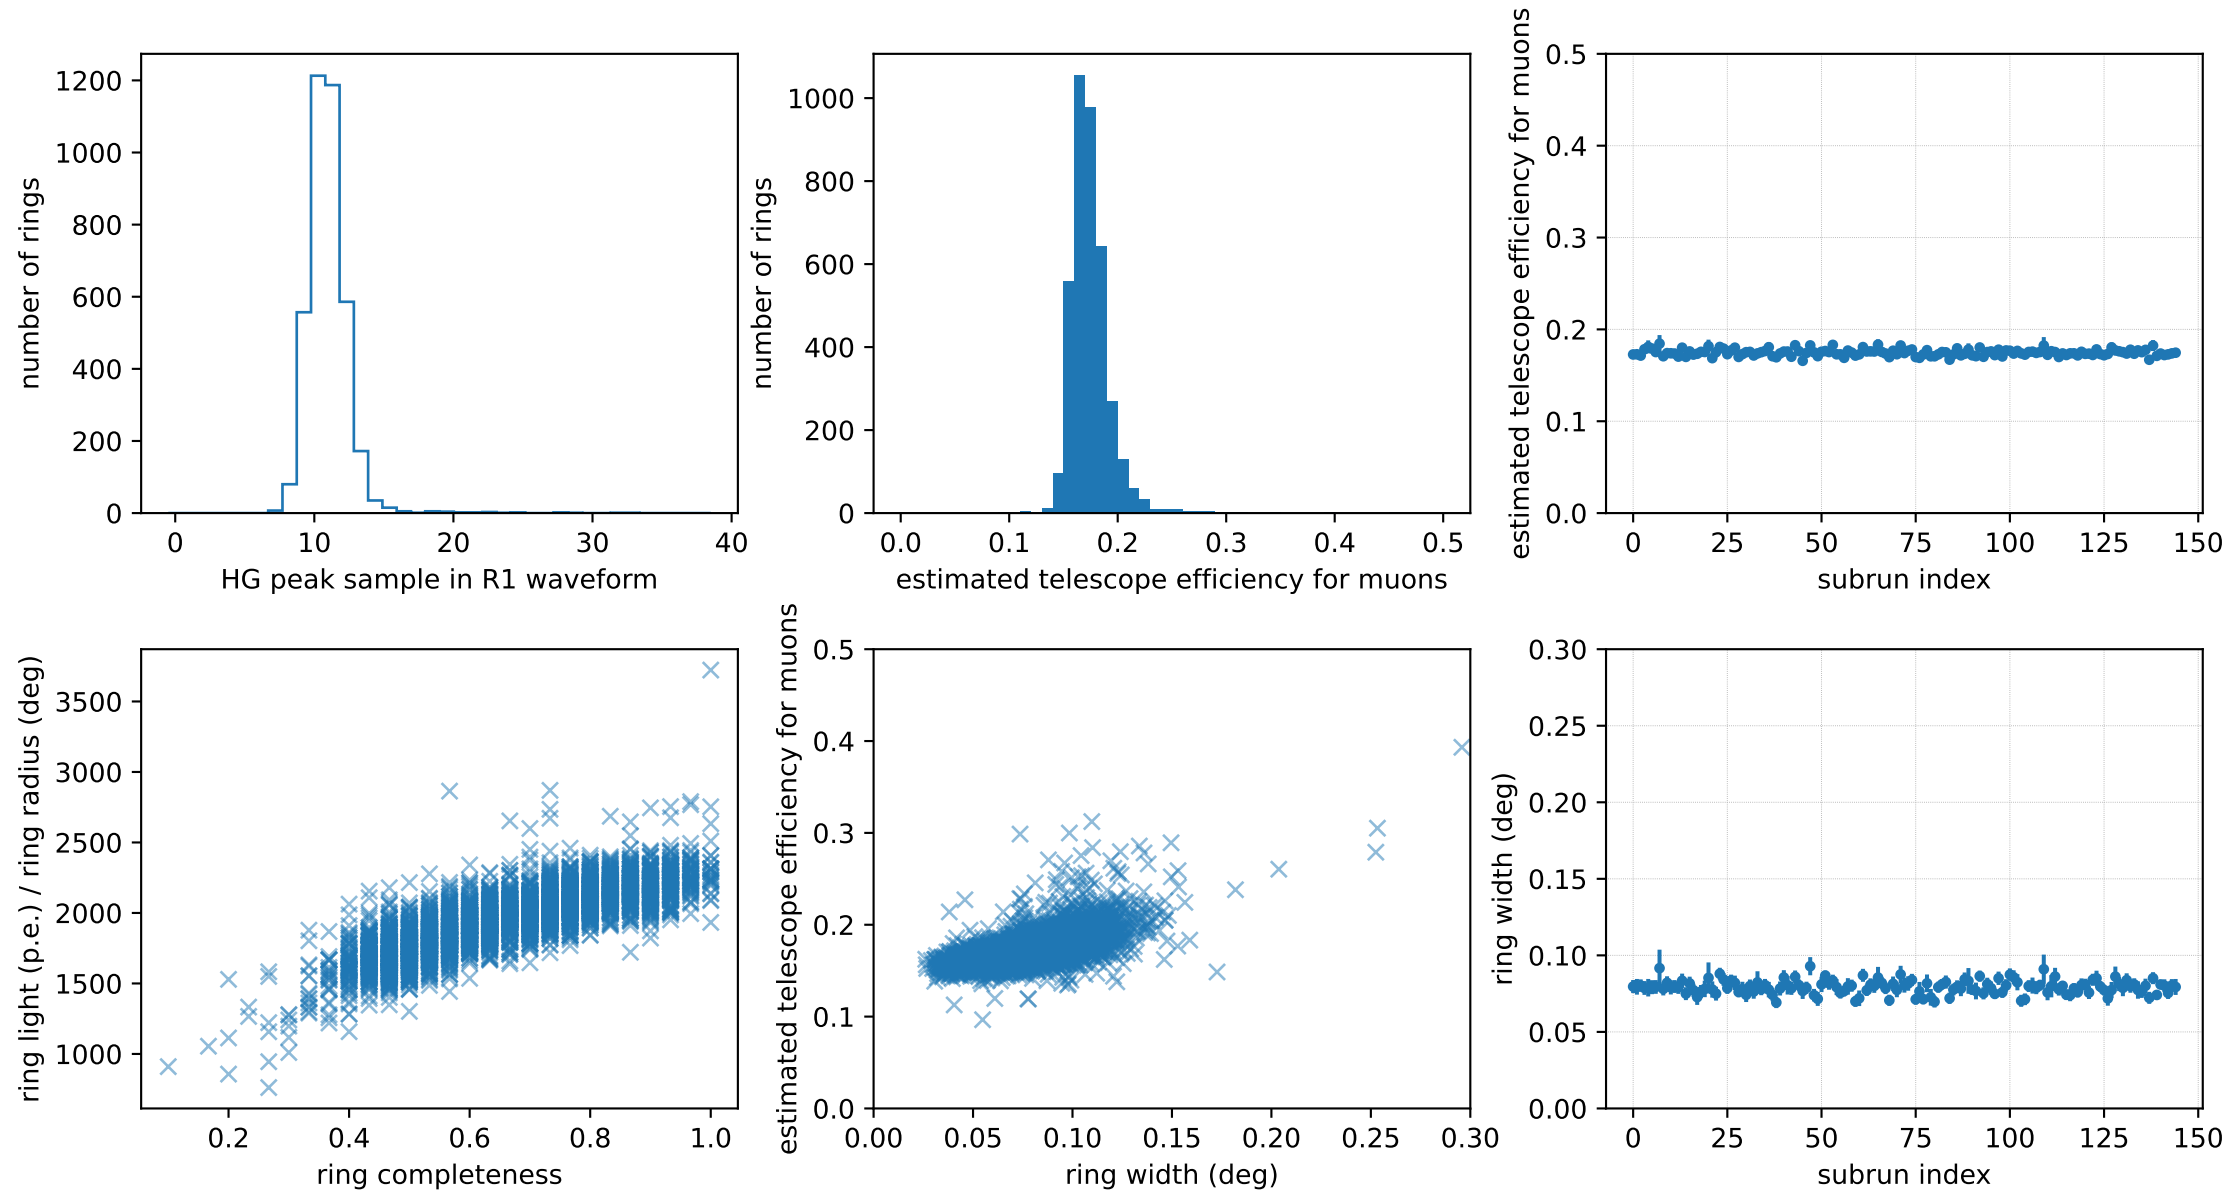 1200
1000
800
600
400
200
0
number of rings
0 10 20 30 40
HG peak sample in R1 waveform
1000
800
600
400
200
0
number of rings
0.0 0.1 0.2 0.3 0.4 0.5
estimated telescope efficiency for muons
0.5
0.4
0.3
0.2
0.1
0.0
estimated telescope efficiency for muons
0 25 50 75 100 125 150
subrun index
3500
3000
2500
2000
1500
1000
ring light (p.e.) / ring radius (deg)
0.2 0.4 0.6 0.8 1.0
ring completeness
0.5
0.4
0.3
0.2
0.1
0.0
estimated telescope efficiency for muons
0.00 0.05 0.10 0.15 0.20 0.25 0.30
ring width (deg)
0.30
0.25
0.20
0.15
0.10
0.05
0.00
ring width (deg)
0 25 50 75 100 125 150
subrun index